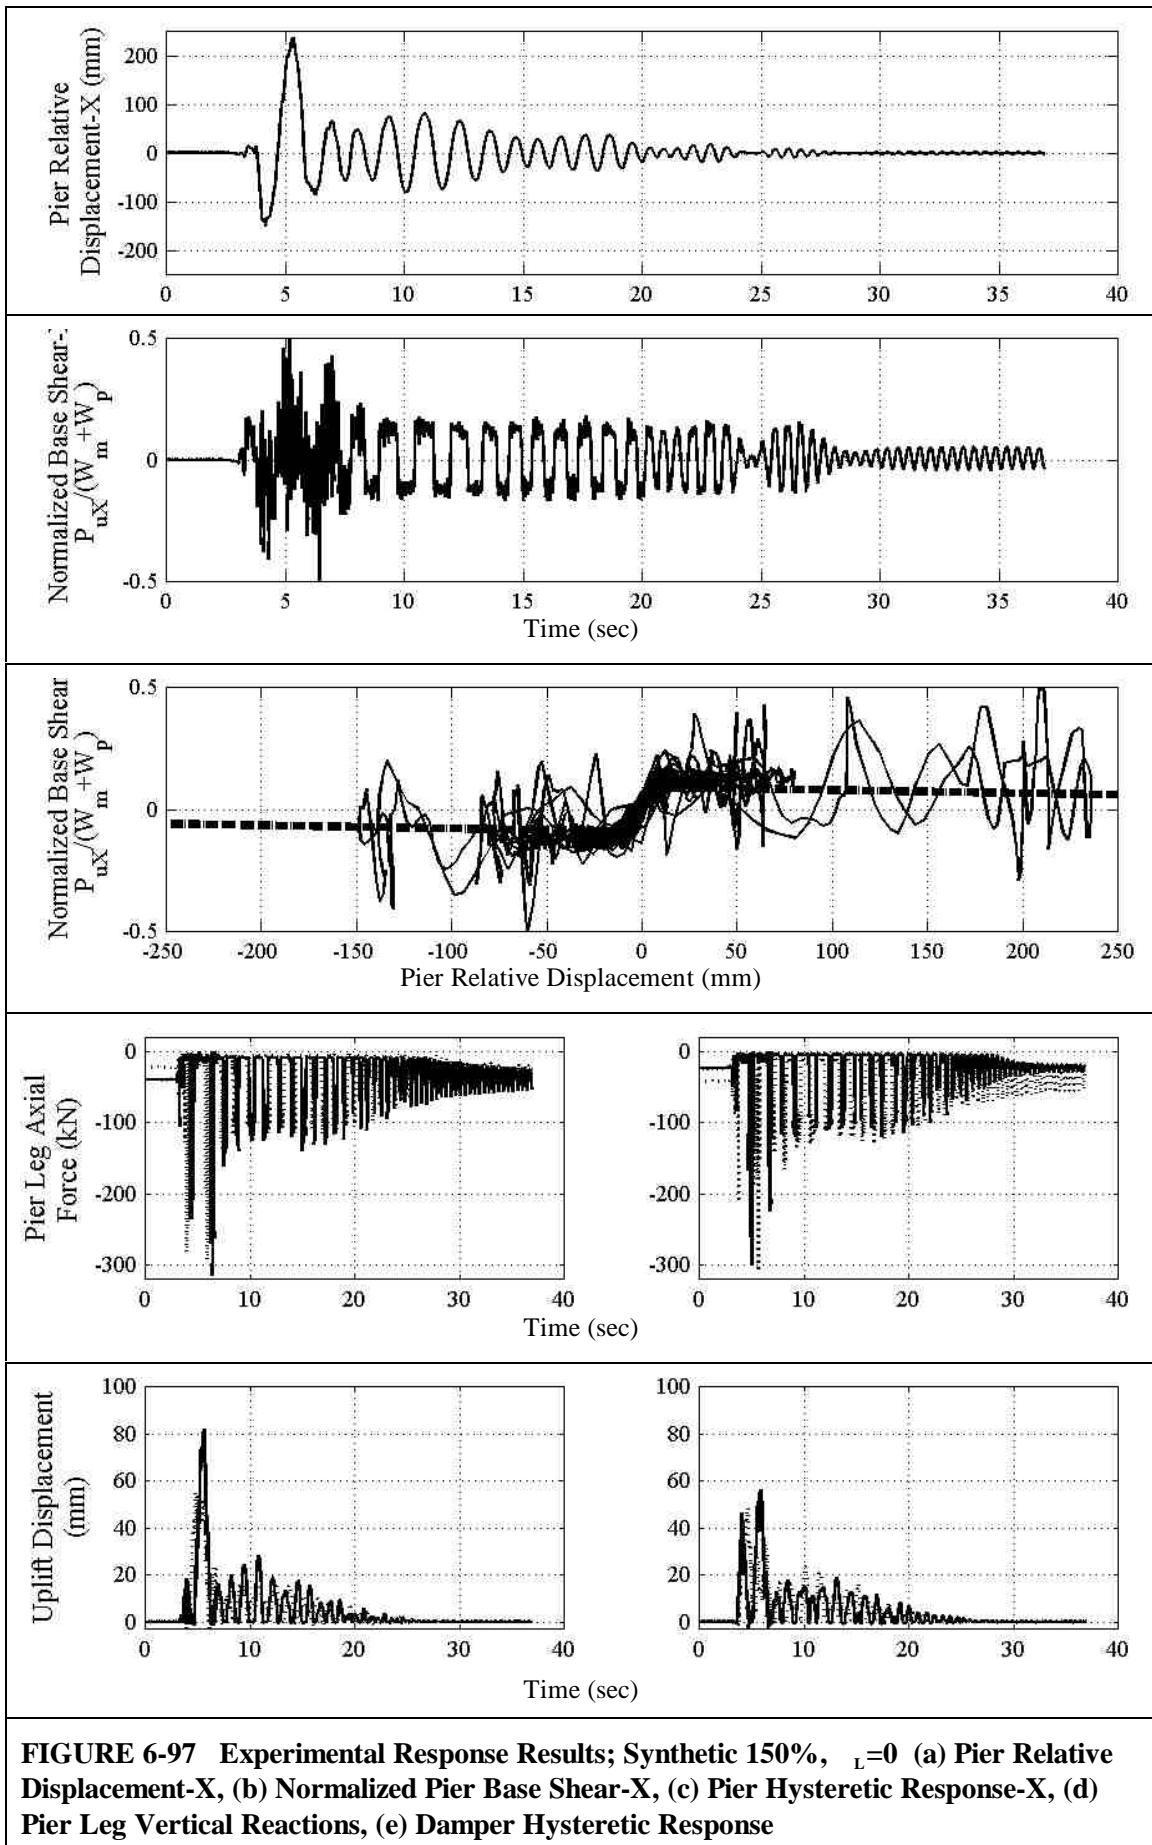 Pier Relative
Displacement-X (mm)
200
100
0
-100
-200
0 5 10 15 20 25 30 35 40
Normalized Base Shear-
P_uX/(W_m+W_p)
0.5
0
-0.5
0 5 10 15 20 25 30 35 40
Time (sec)
Normalized Base Shear
P_uX/(W_m+W_p)
0.5
0
-0.5
-250 -200 -150 -100 -50 0 50 100 150 200 250
Pier Relative Displacement (mm)
Pier Leg Axial
Force (kN)
0
-100
-200
-300
0 10 20 30 40
0
-100
-200
-300
0 10 20 30 40
Time (sec)
Uplift Displacement
(mm)
100
80
60
40
20
0
0 10 20 30 40
100
80
60
40
20
0
0 10 20 30 40
Time (sec)
FIGURE 6-97 Experimental Response Results; Synthetic 150%, _L=0 (a) Pier Relative
Displacement-X, (b) Normalized Pier Base Shear-X, (c) Pier Hysteretic Response-X, (d)
Pier Leg Vertical Reactions, (e) Damper Hysteretic Response